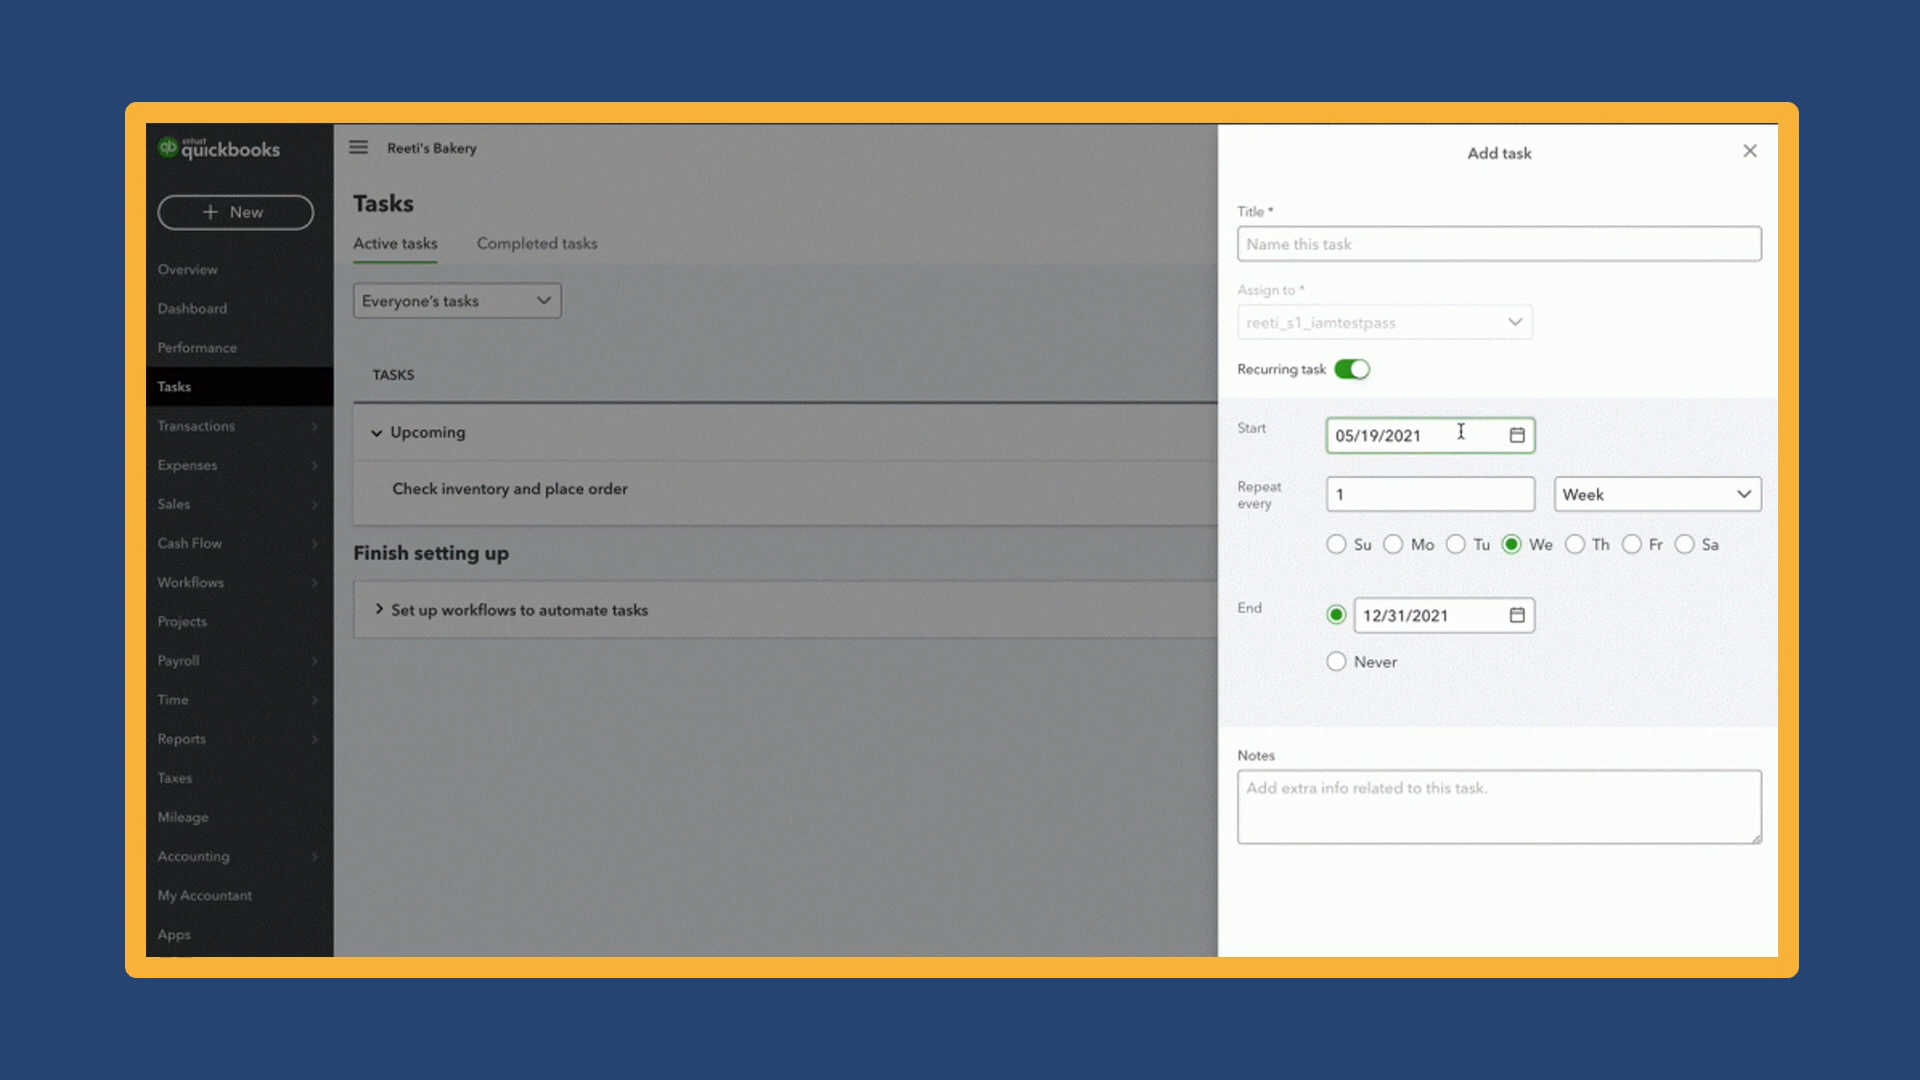 intuit
quickbooks
Reeti's Bakery
New
Overview
Dashboard
Performance
Tasks
Transactions
Expenses
Sales
Cash Flow
Workflows
Projects
Payroll
Time
Reports
Taxes
Mileage
Accounting
My Accountant
Apps
Tasks
Active tasks Completed tasks
Everyone's tasks
TASKS
Upcoming
Check inventory and place order
Finish setting up
Set up workflows to automate tasks
Add task
Title *
Name this task
Assign to *
reeti_s1_iamtestpass
Recurring task
Start 05/19/2021
Repeat every 1 Week
Su Mo Tu We Th Fr Sa
End 12/31/2021
Never
Notes
Add extra info related to this task.